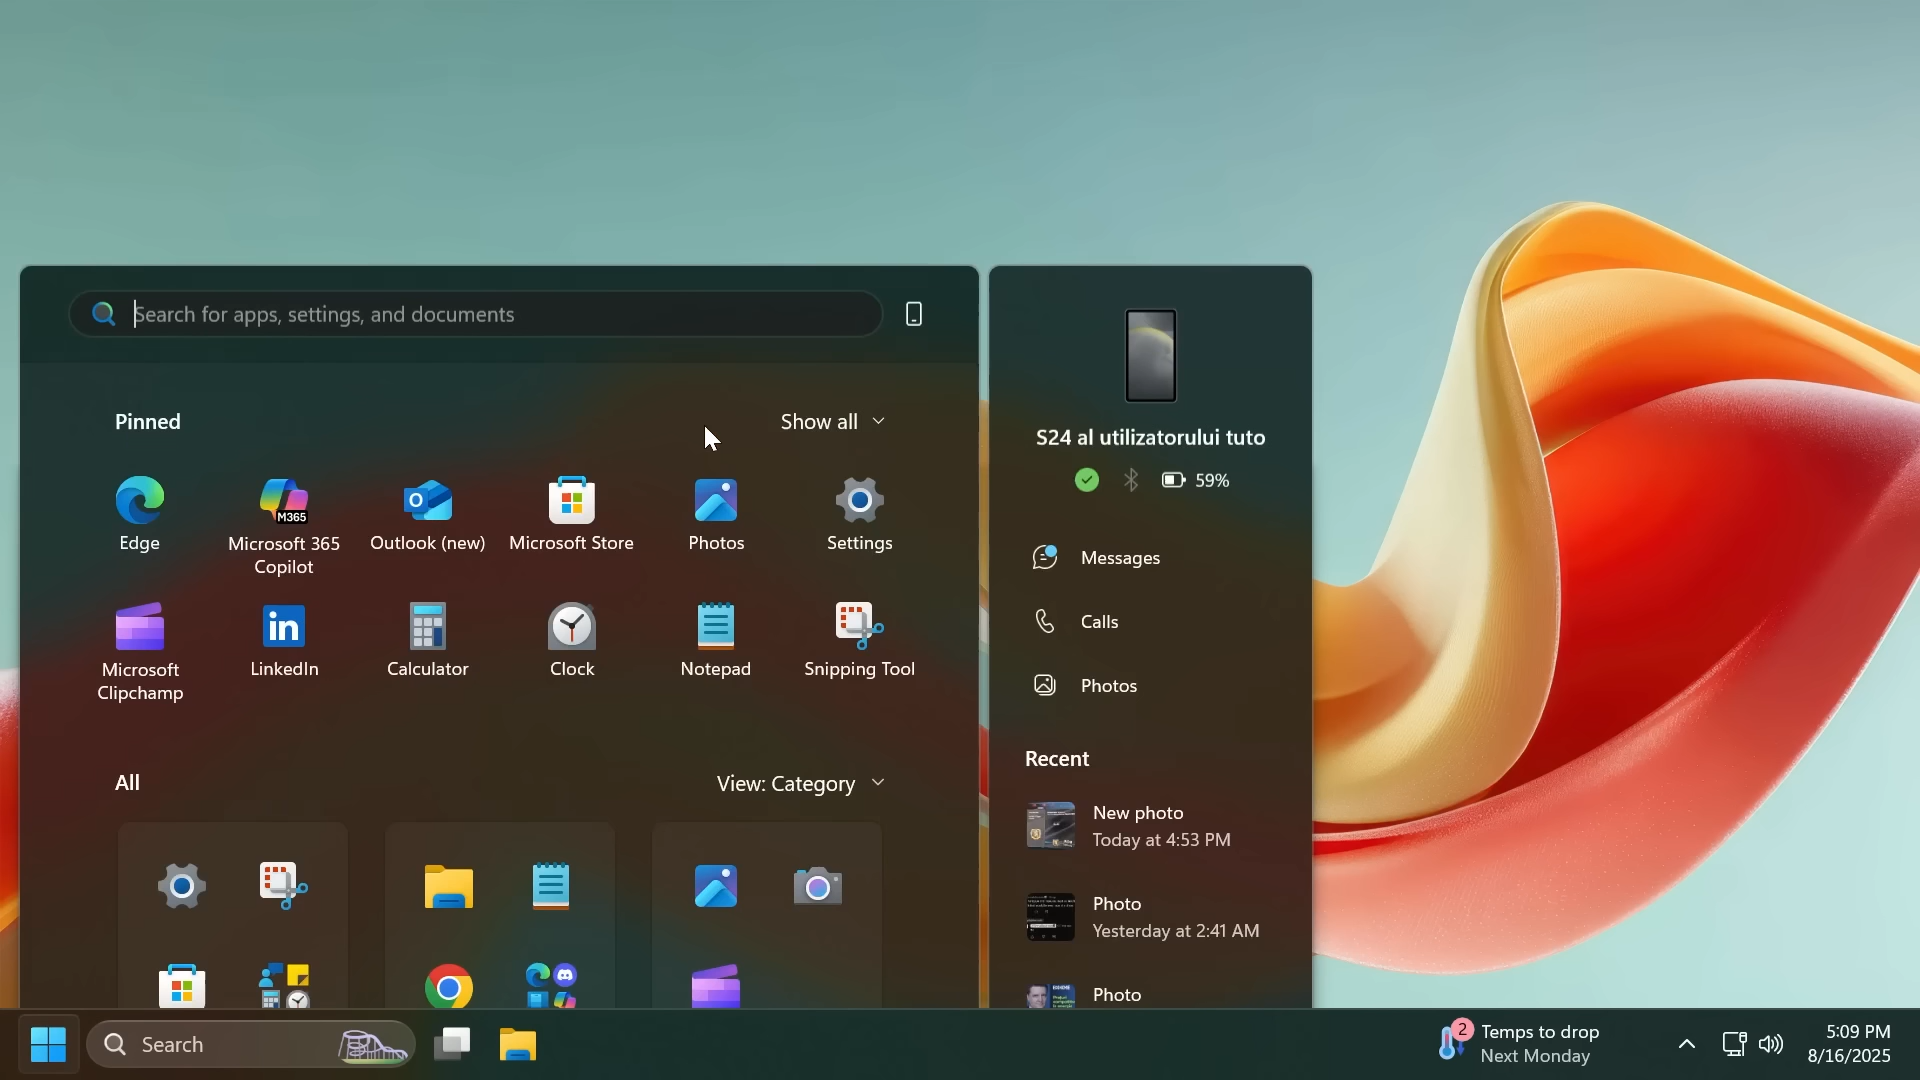 Search for apps, settings, and documents
Pinned
Show all
Edge
M365
Microsoft 365
Copilot
Outlook (new)
Microsoft Store
Photos
Settings
Microsoft
Clipchamp
LinkedIn
Calculator
Clock
Notepad
Snipping Tool
All
View: Category
S24 al utilizatorului tuto
59%
Messages
Calls
Photos
Recent
New photo
Today at 4:53 PM
Photo
Yesterday at 2:41 AM
Photo
Search
2
Temps to drop
Next Monday
5:09 PM
8/16/2025